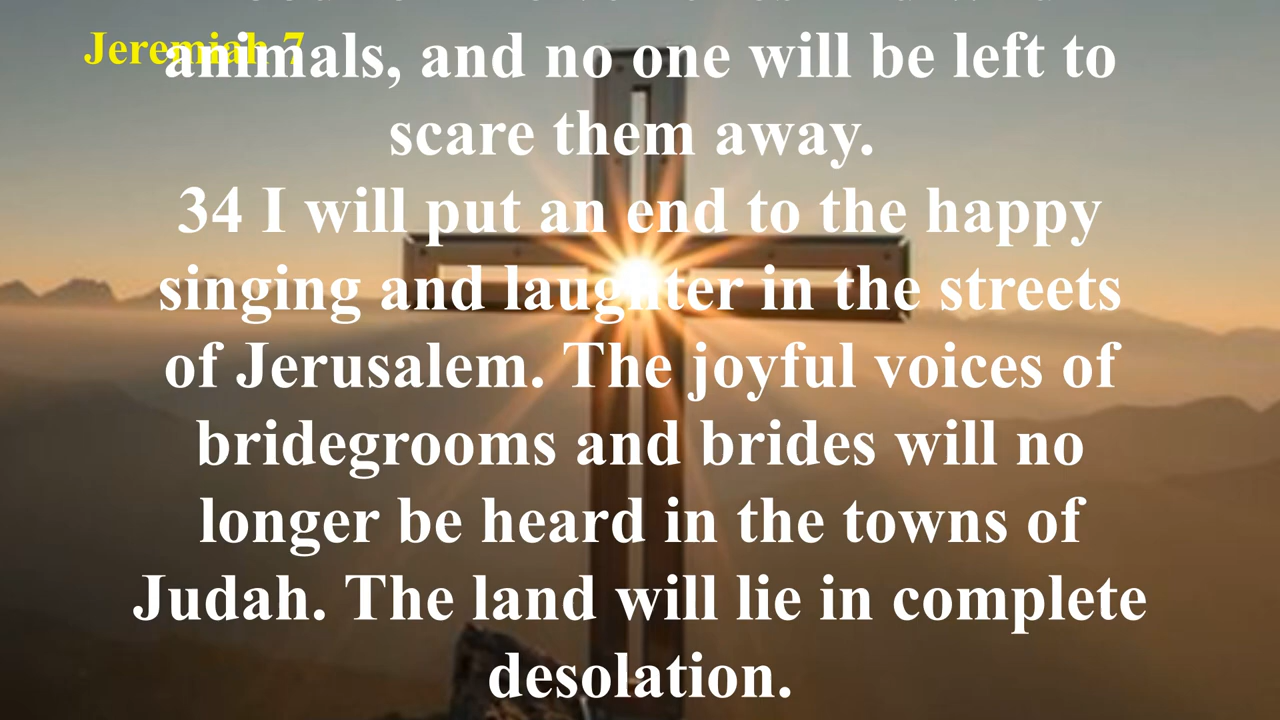 Jeremiah 7
animals, and no one will be left to
scare them away.
34 I will put an end to the happy
singing and laughter in the streets
of Jerusalem. The joyful voices of
bridegrooms and brides will no
longer be heard in the towns of
Judah. The land will lie in complete
desolation.